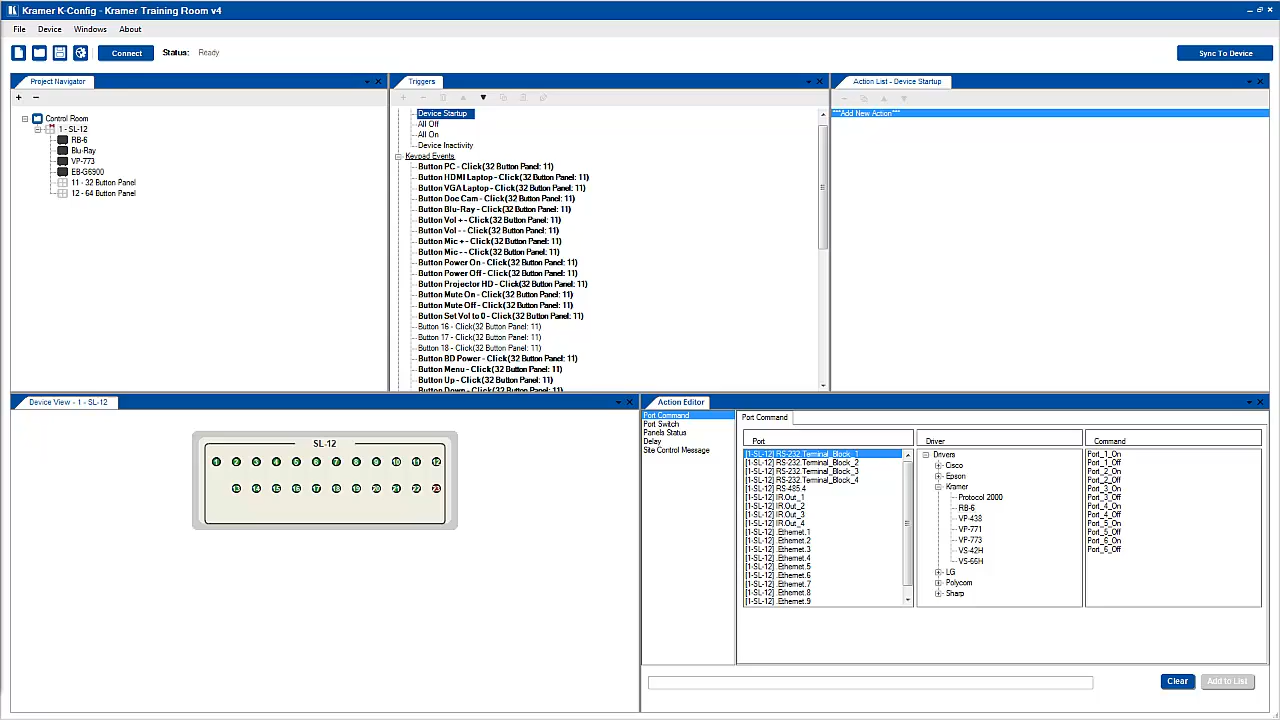 Kramer K-Config - Kramer Training Room v4
File Device Windows About
Connect Status: Ready Sync To Device
Project Navigator
+ −
Control Room
1 - SL-12
RB-6
Blu-Ray
VP-773
EB-G6900
11 - 32 Button Panel
12 - 64 Button Panel
Triggers
Device Startup
All Off
All On
Device Inactivity
Keypad Events
Button PC - Click(32 Button Panel: 11)
Button HDMI Laptop - Click(32 Button Panel: 11)
Button VGA Laptop - Click(32 Button Panel: 11)
Button Doc Cam - Click(32 Button Panel: 11)
Button Blu-Ray - Click(32 Button Panel: 11)
Button Vol + - Click(32 Button Panel: 11)
Button Vol - - Click(32 Button Panel: 11)
Button Mic + - Click(32 Button Panel: 11)
Button Mic - - Click(32 Button Panel: 11)
Button Power On - Click(32 Button Panel: 11)
Button Power Off - Click(32 Button Panel: 11)
Button Projector HD - Click(32 Button Panel: 11)
Button Mute On - Click(32 Button Panel: 11)
Button Mute Off - Click(32 Button Panel: 11)
Button Set Vol to 0 - Click(32 Button Panel: 11)
Button 16 - Click(32 Button Panel: 11)
Button 17 - Click(32 Button Panel: 11)
Button 18 - Click(32 Button Panel: 11)
Button BD Power - Click(32 Button Panel: 11)
Button Menu - Click(32 Button Panel: 11)
Button Up - Click(32 Button Panel: 11)
Button Down - Click(32 Button Panel: 11)
Action List - Device Startup
***Add New Action***
Device View - 1 - SL-12
SL-12
1 2 3 4 5 6 7 8 9 10 11 12
13 14 15 16 17 18 19 20 21 22 23
Action Editor
Port Command
Port Switch
Panels Status
Delay
Site Control Message
Port Command
Port
[1-SL-12] RS-232.Terminal_Block_1
[1-SL-12] RS-232.Terminal_Block_2
[1-SL-12] RS-232.Terminal_Block_3
[1-SL-12] RS-232.Terminal_Block_4
[1-SL-12] RS-485.4
[1-SL-12] IR.Out_1
[1-SL-12] IR.Out_2
[1-SL-12] IR.Out_3
[1-SL-12] IR.Out_4
[1-SL-12] .Ethernet.1
[1-SL-12] .Ethernet.2
[1-SL-12] .Ethernet.3
[1-SL-12] .Ethernet.4
[1-SL-12] .Ethernet.5
[1-SL-12] .Ethernet.6
[1-SL-12] .Ethernet.7
[1-SL-12] .Ethernet.8
[1-SL-12] .Ethernet.9
Driver
Drivers
Cisco
Epson
Kramer
Protocol 2000
RB-6
VP-438
VP-771
VP-773
VS-42H
VS-66H
LG
Polycom
Sharp
Command
Port_1_On
Port_1_Off
Port_2_On
Port_2_Off
Port_3_On
Port_3_Off
Port_4_On
Port_4_Off
Port_5_On
Port_5_Off
Port_6_On
Port_6_Off
Clear Add to List